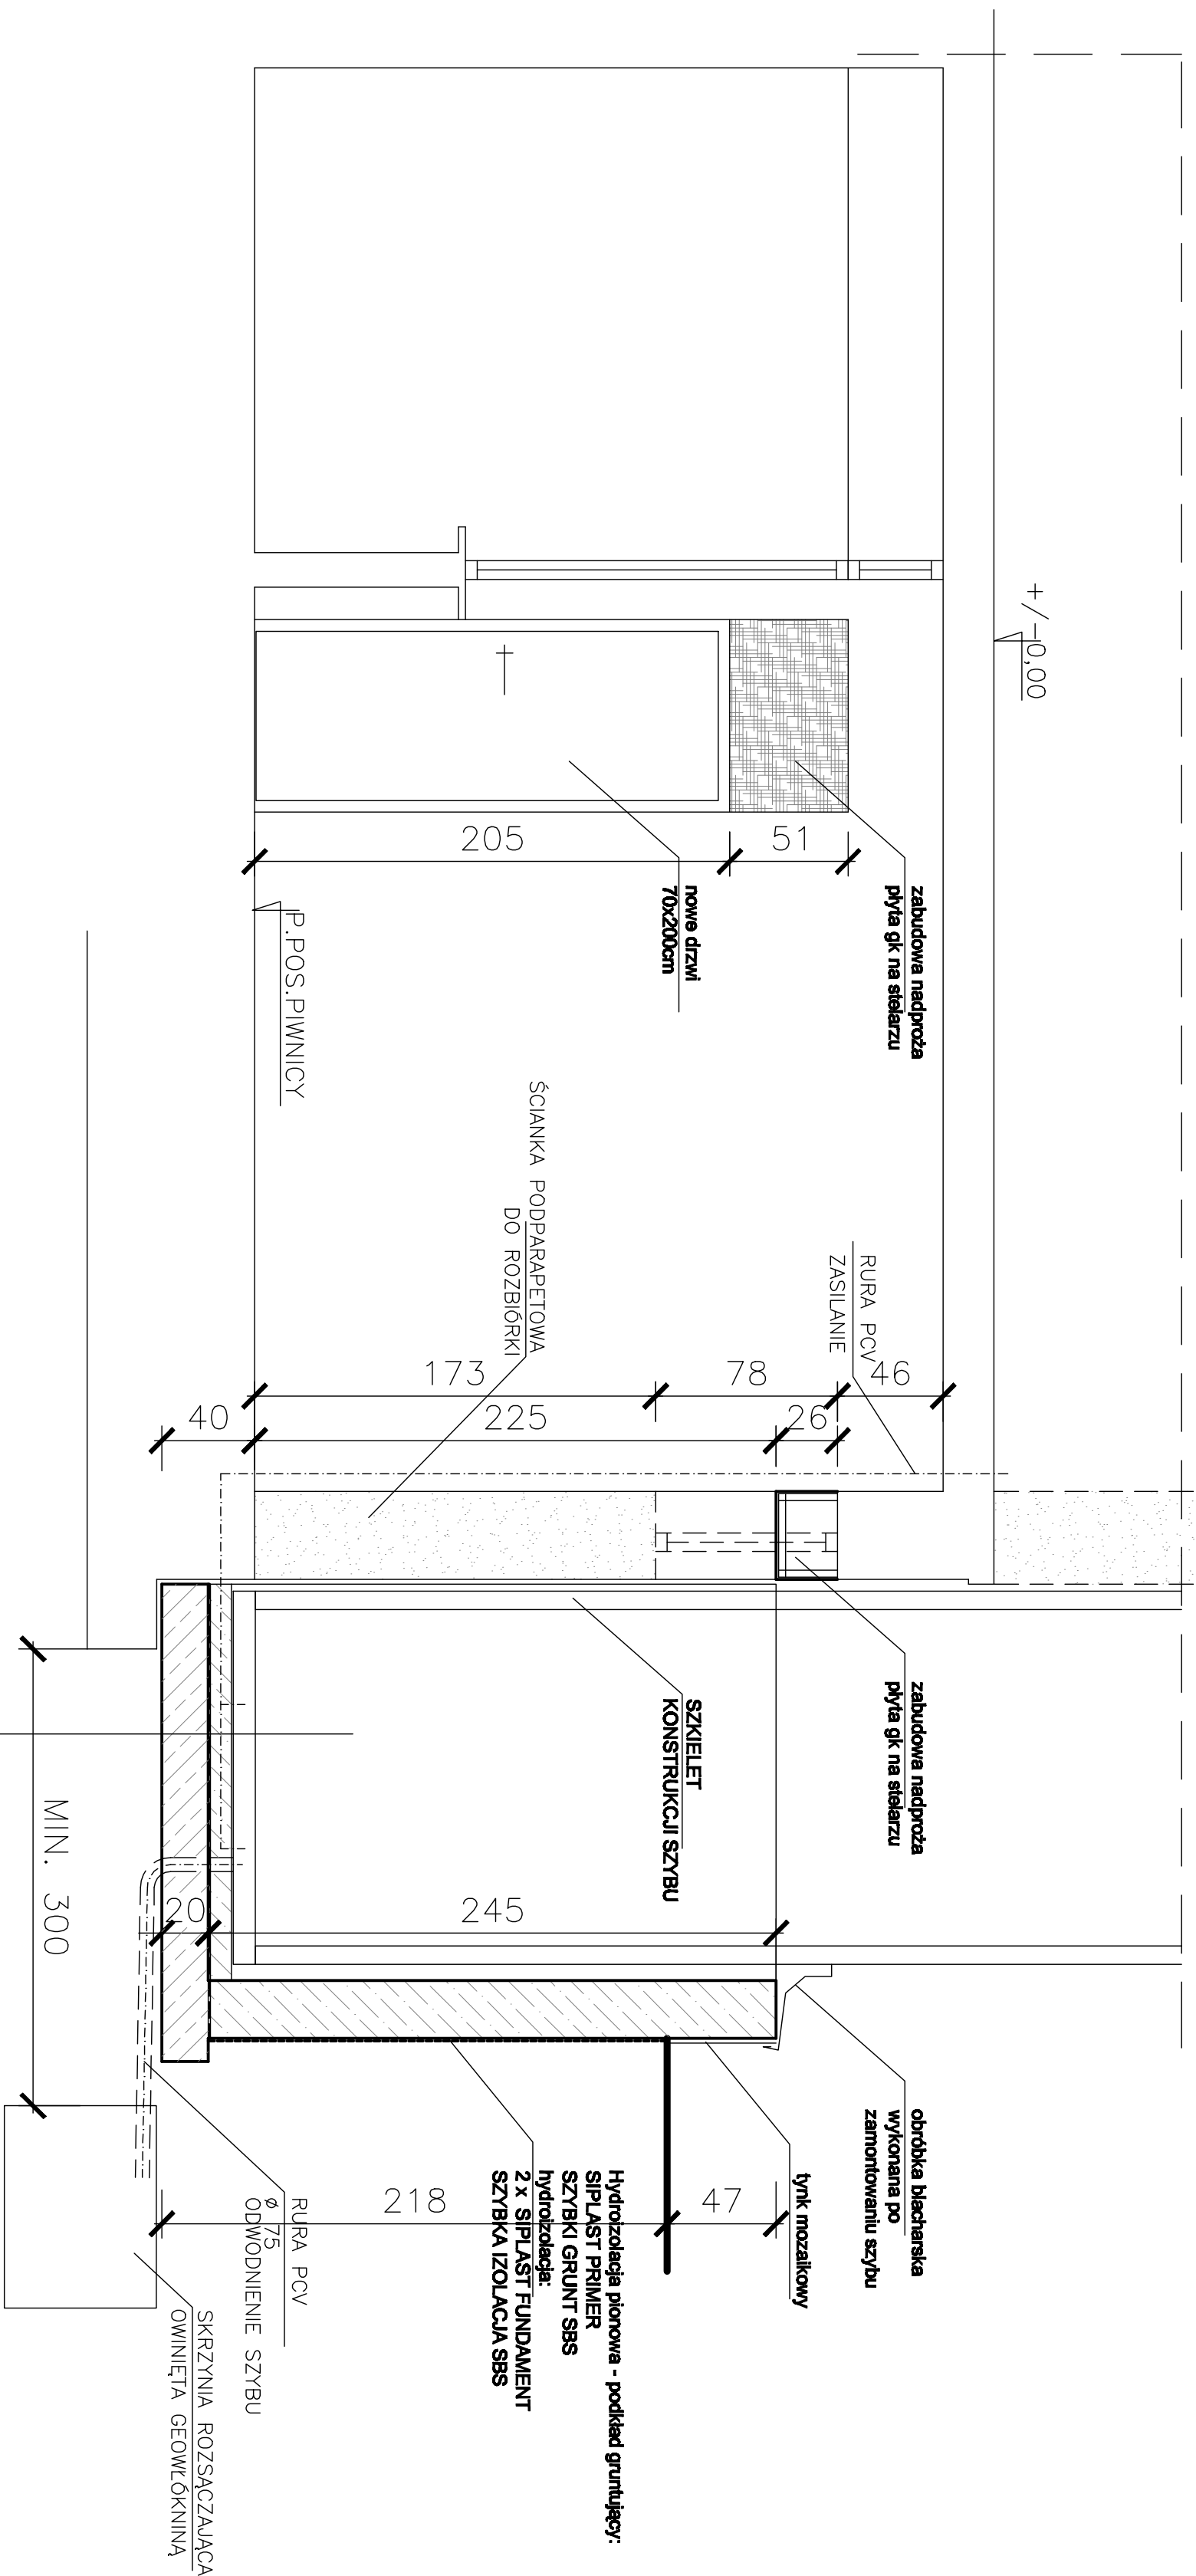 +/-0,00
zabudowa nadproża
płyta gk na stelarzu
51
205
nowe drzwi
70x200cm
P.POS.PIWNICY
ŚCIANKA PODPARAPETOWA
DO ROZBIÓRKI
RURA PCV
ZASILANIE
46
78
173
26
225
40
zabudowa nadproża
płyta gk na stelarzu
SZKIELET
KONSTRUKCJI SZYBU
245
20
MIN. 300
obróbka blacharska
wykonana po
zamontowaniu szybu
tynk mozaikowy
47
218
Hydroizolacja pionowa - podkład gruntujący:
SIPLAST PRIMER
SZYBKI GRUNT SBS
hydroizolacja:
2 x SIPLAST FUNDAMENT
SZYBKA IZOLACJA SBS
RURA PCV
ø 75
ODWODNIENIE SZYBU
SKRZYNIA ROZSĄCZAJĄCA
OWINIĘTA GEOWŁÓKNINĄ